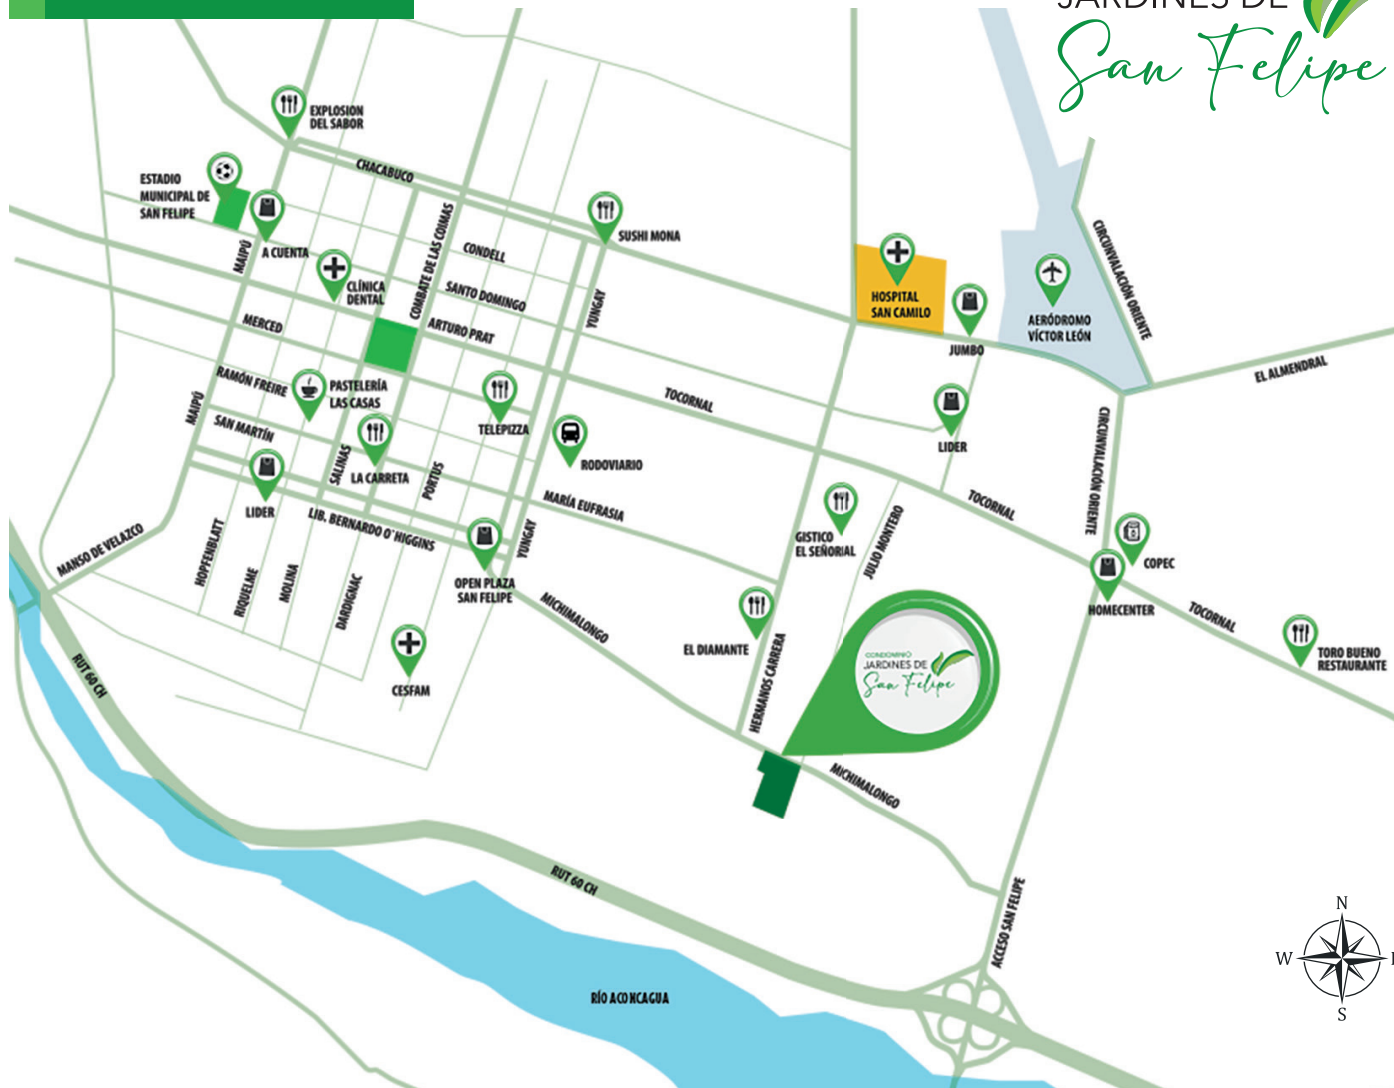 JARDINES DE
San Felipe
EXPLOSION
DEL SABOR
CHACABUCO
ESTADIO
MUNICIPAL DE
SAN FELIPE
A CUENTA
MAIPÚ
CLÍNICA
DENTAL
COMBATE DE LAS COIMAS
CONDELL
SANTO DOMINGO
SUSHI MONA
YUNGAY
HOSPITAL
SAN CAMILO
JUMBO
AERÓDROMO
VÍCTOR LEÓN
CIRCUNVALACIÓN ORIENTE
EL ALMENDRAL
MERCED
ARTURO PRAT
RAMÓN FREIRE
PASTELERÍA
LAS CASAS
TELEPIZZA
TOCORNAL
LIDER
CIRCUNVALACIÓN ORIENTE
MAIPÚ
SAN MARTÍN
SALINAS
LA CARRETA
PORTUS
RODOVIARIO
LIDER
LIB. BERNARDO O'HIGGINS
MARÍA EUFRASIA
YUNGAY
TOCORNAL
GISTICO
EL SEÑORIAL
JULIO MONTERO
COPEC
HOMECENTER
TOCORNAL
TORO BUENO
RESTAURANTE
MANSO DE VELAZCO
HOPFENBLATT
RIQUELME
MOLINA
DARDIGNAC
OPEN PLAZA
SAN FELIPE
MICHIMALONGO
EL DIAMANTE
HERMANOS CARRERA
CONDOMINIO
JARDINES DE
San Felipe
CESFAM
RUT 60 CH
MICHIMALONGO
RUT 60 CH
ACCESO SAN FELIPE
RÍO ACONCAGUA
N
W
S